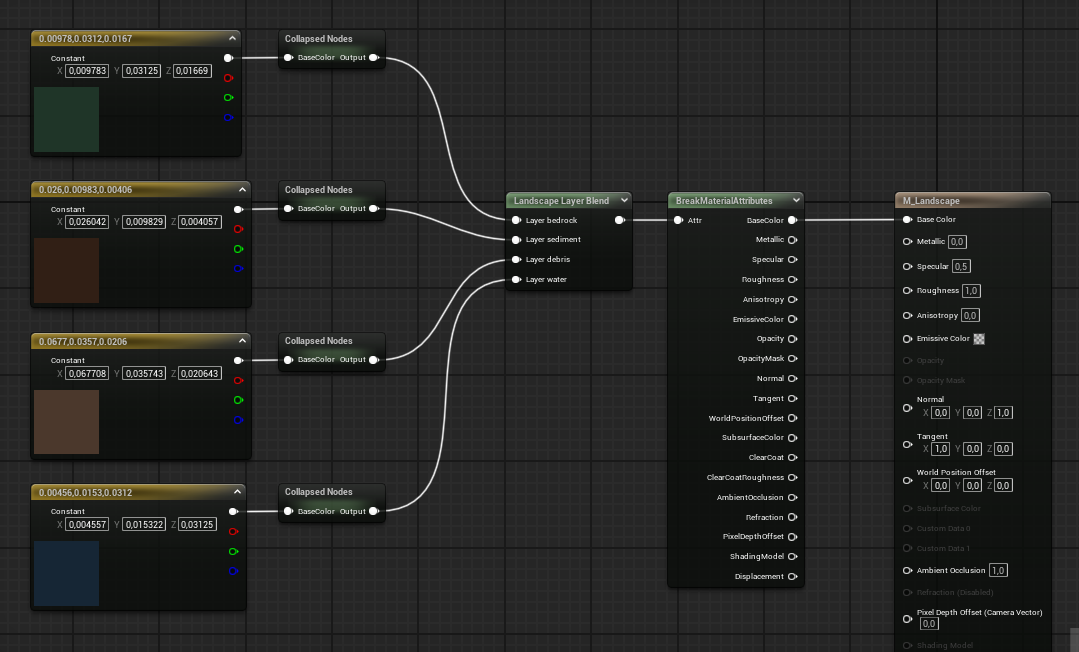 0.00978,0.0312,0.0167
Constant
X 0,009783 Y 0,03125 Z 0,01669
Collapsed Nodes
BaseColor Output
0.026,0.00983,0.00406
Constant
X 0,026042 Y 0,009829 Z 0,004057
Collapsed Nodes
BaseColor Output
0.0677,0.0357,0.0206
Constant
X 0,067708 Y 0,035743 Z 0,020643
Collapsed Nodes
BaseColor Output
0.00456,0.0153,0.0312
Constant
X 0,004557 Y 0,015322 Z 0,03125
Collapsed Nodes
BaseColor Output
Landscape Layer Blend
Layer bedrock
Layer sediment
Layer debris
Layer water
BreakMaterialAttributes
Attr BaseColor
Metallic
Specular
Roughness
Anisotropy
EmissiveColor
Opacity
OpacityMask
Normal
Tangent
WorldPositionOffset
SubsurfaceColor
ClearCoat
ClearCoatRoughness
AmbientOcclusion
Refraction
PixelDepthOffset
ShadingModel
Displacement
M_Landscape
Base Color
Metallic 0,0
Specular 0,5
Roughness 1,0
Anisotropy 0,0
Emissive Color
Opacity
Opacity Mask
Normal
X 0,0 Y 0,0 Z 1,0
Tangent
X 1,0 Y 0,0 Z 0,0
World Position Offset
X 0,0 Y 0,0 Z 0,0
Subsurface Color
Custom Data 0
Custom Data 1
Ambient Occlusion 1,0
Refraction (Disabled)
Pixel Depth Offset (Camera Vector)
0,0
Shading Model